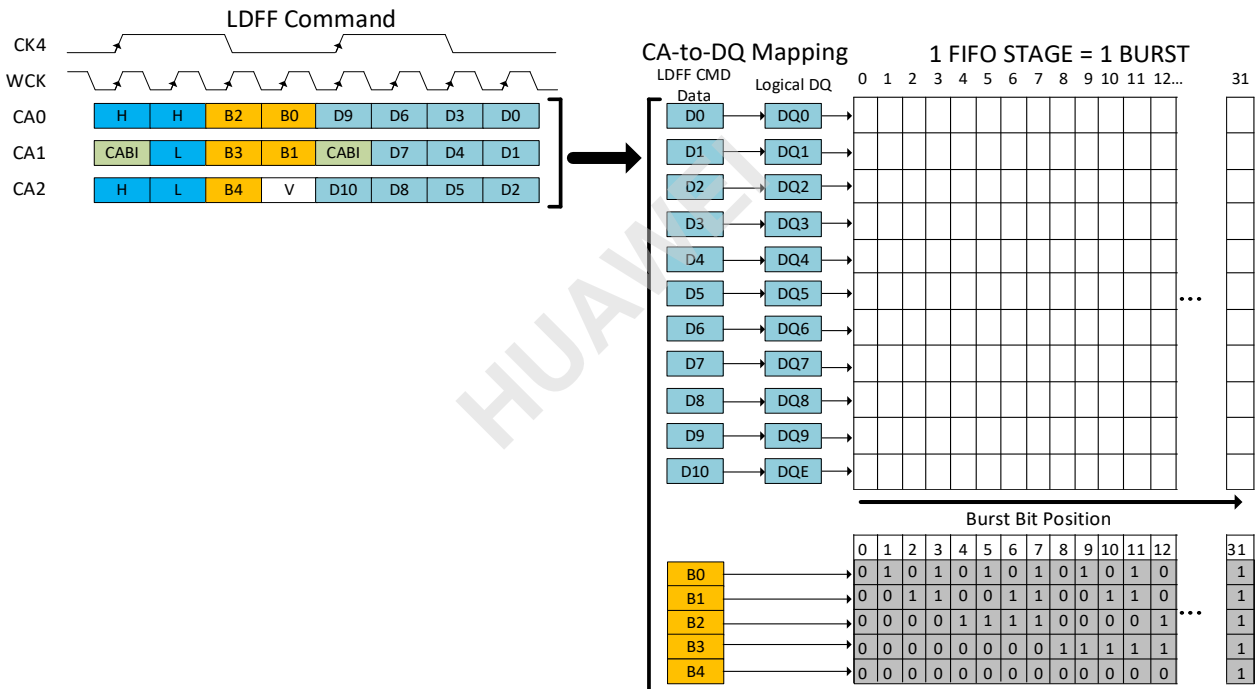 LDFF Command
CK4
WCK
CA0 H H B2 B0 D9 D6 D3 D0
CA1 CABI L B3 B1 CABI D7 D4 D1
CA2 H L B4 V D10 D8 D5 D2
CA-to-DQ Mapping 1 FIFO STAGE = 1 BURST
LDFF CMD Data Logical DQ 0 1 2 3 4 5 6 7 8 9 10 11 12... 31
D0 DQ0
D1 DQ1
D2 DQ2
D3 DQ3
D4 DQ4
D5 DQ5
...
D6 DQ6
D7 DQ7
D8 DQ8
D9 DQ9
D10 DQE
Burst Bit Position
0 1 2 3 4 5 6 7 8 9 10 11 12 31
B0 0 1 0 1 0 1 0 1 0 1 0 1 0 1
B1 0 0 1 1 0 0 1 1 0 0 1 1 0 ... 1
B2 0 0 0 0 1 1 1 1 0 0 0 0 1 1
B3 0 0 0 0 0 0 0 0 1 1 1 1 1 1
B4 0 0 0 0 0 0 0 0 0 0 0 0 0 1
HUAWEI